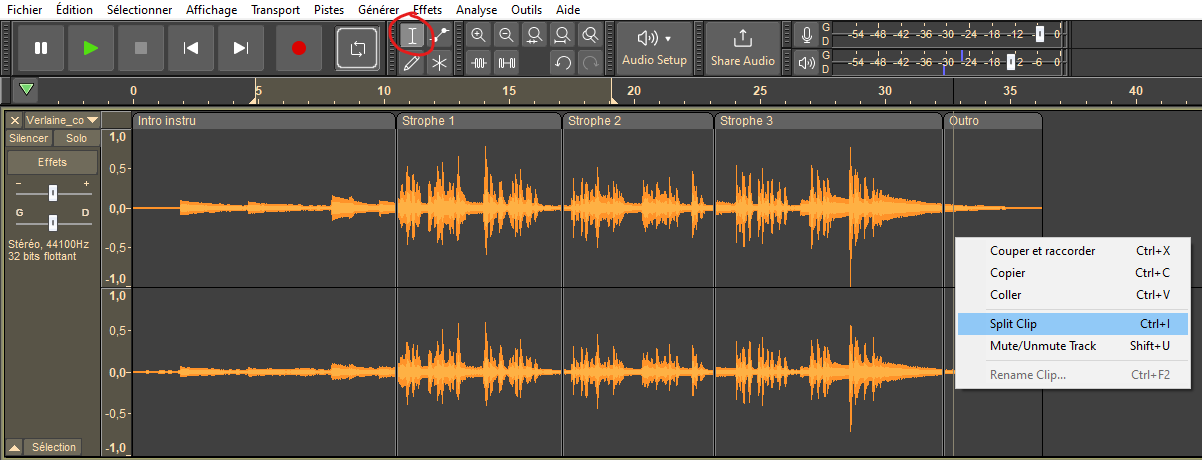 Fichier Édition Sélectionner Affichage Transport Pistes Générer Effets Analyse Outils Aide
G -54 -48 -42 -36 -30 -24 -18 -12 -6 0
D
Audio Setup
Share Audio
G -54 -48 -42 -36 -30 -24 -18 -12 -6 0
D
0 5 10 15 20 25 30 35 40
Verlaine_co
Silencer Solo
Effets
- +
G D
Stéréo, 44100Hz
32 bits flottant
Sélection
Intro instru Strophe 1 Strophe 2 Strophe 3 Outro
1,0
0,5-
0,0-
-0,5-
-1,0
1,0
0,5-
0,0-
-0,5-
-1,0
Couper et raccorder Ctrl+X
Copier Ctrl+C
Coller Ctrl+V
Split Clip Ctrl+I
Mute/Unmute Track Shift+U
Rename Clip... Ctrl+F2